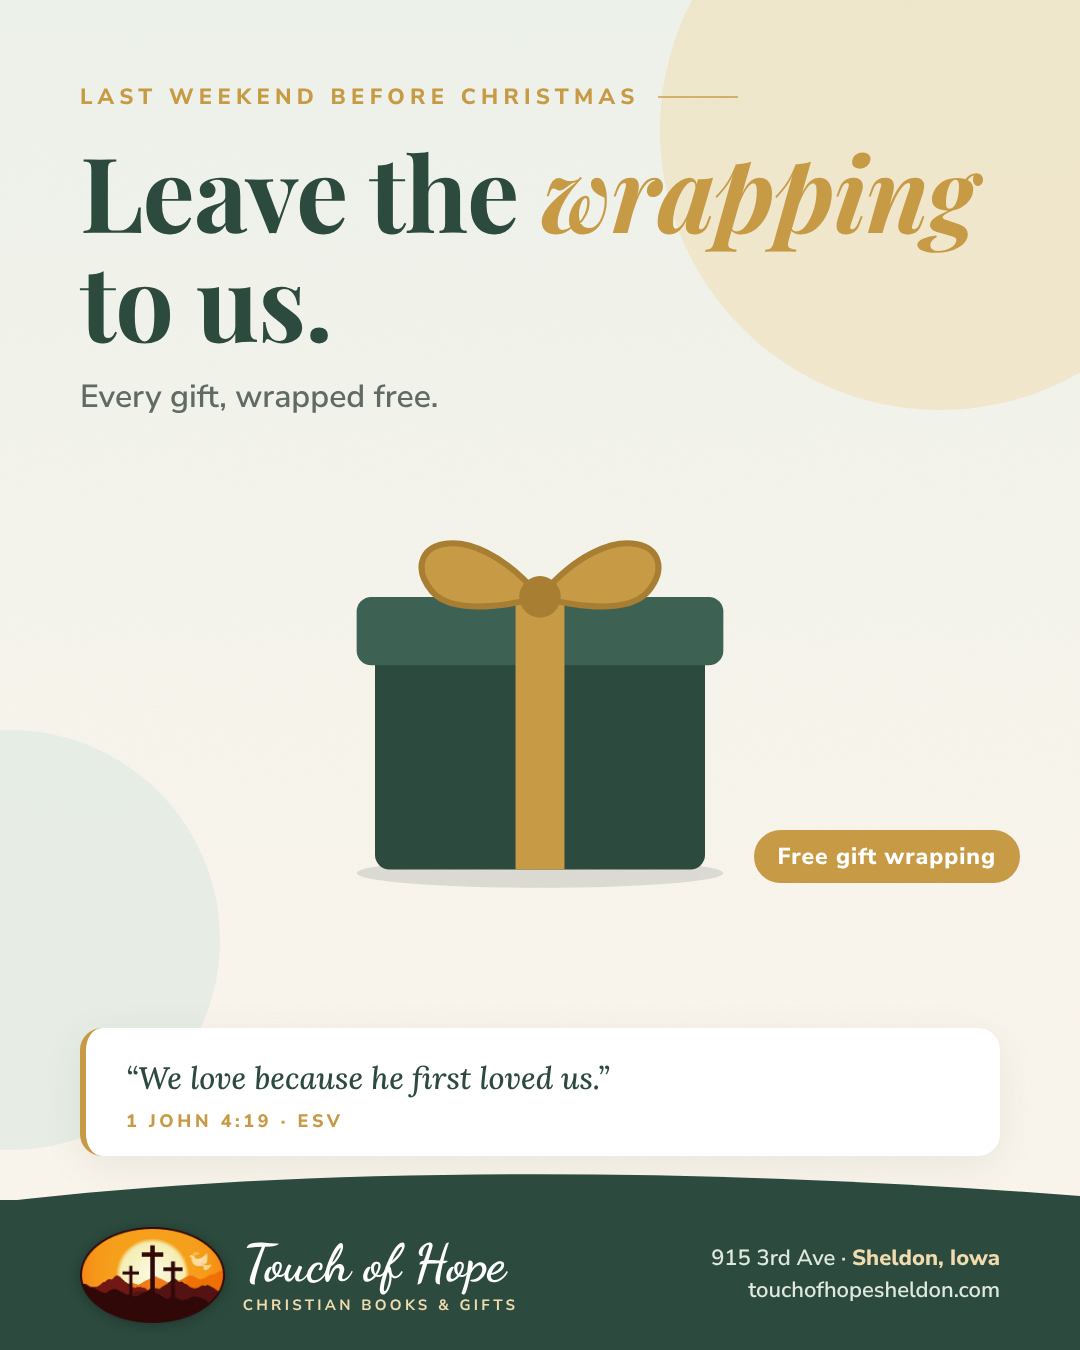 LAST WEEKEND BEFORE CHRISTMAS
Leave the wrapping
to us.
Every gift, wrapped free.
Free gift wrapping
“We love because he first loved us.”
1 JOHN 4:19 · ESV
Touch of Hope
CHRISTIAN BOOKS & GIFTS
915 3rd Ave · Sheldon, Iowa
touchofhopesheldon.com